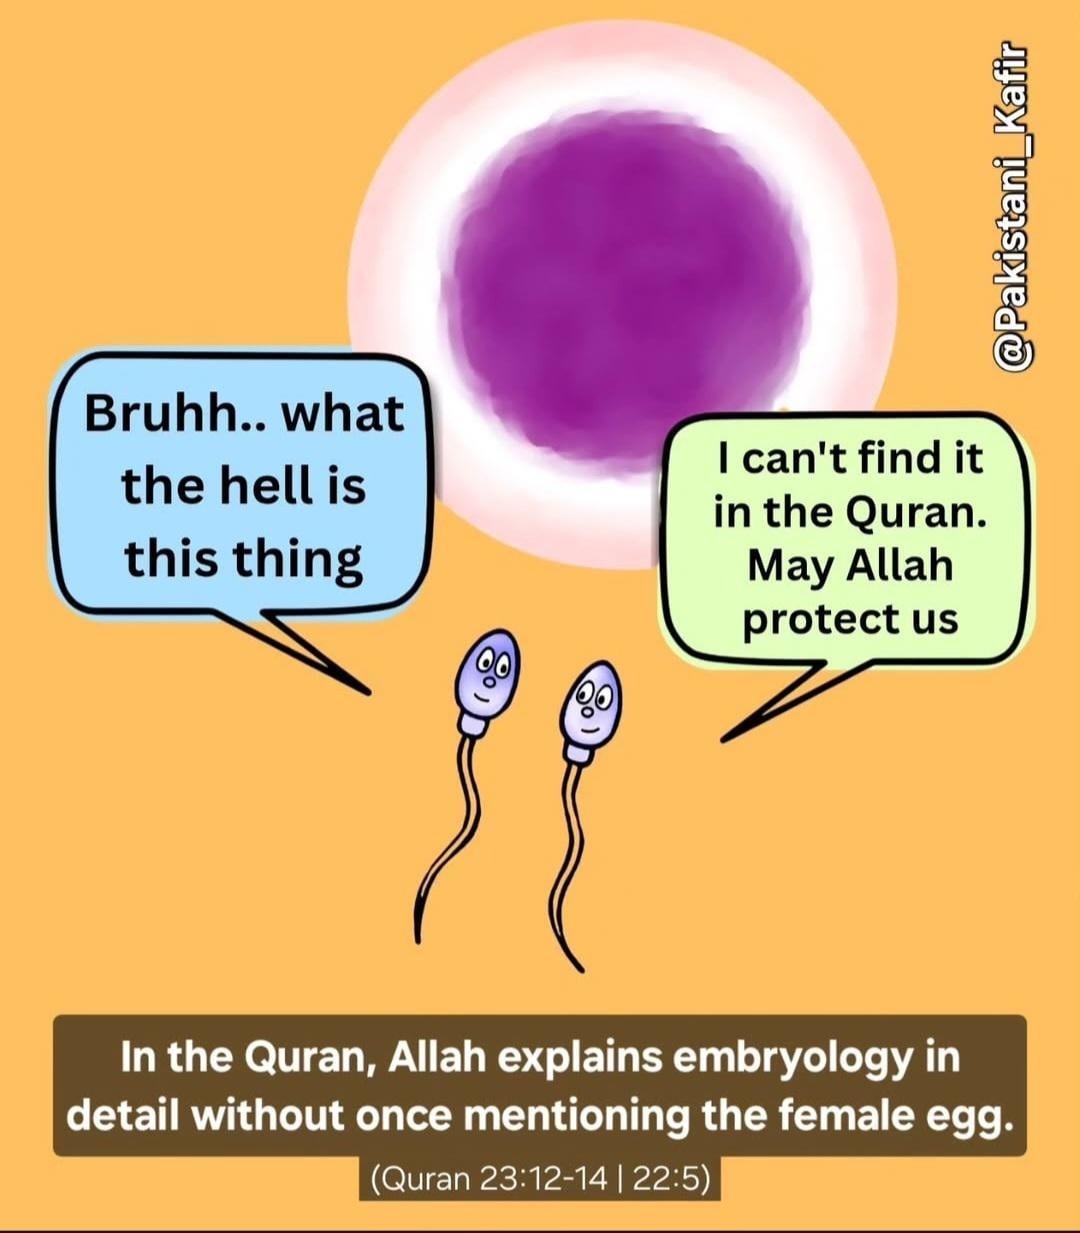 @Pakistani_Kafir
Bruhh.. what
the hell is
this thing
I can't find it
in the Quran.
May Allah
protect us
In the Quran, Allah explains embryology in
detail without once mentioning the female egg.
(Quran 23:12-14 | 22:5)